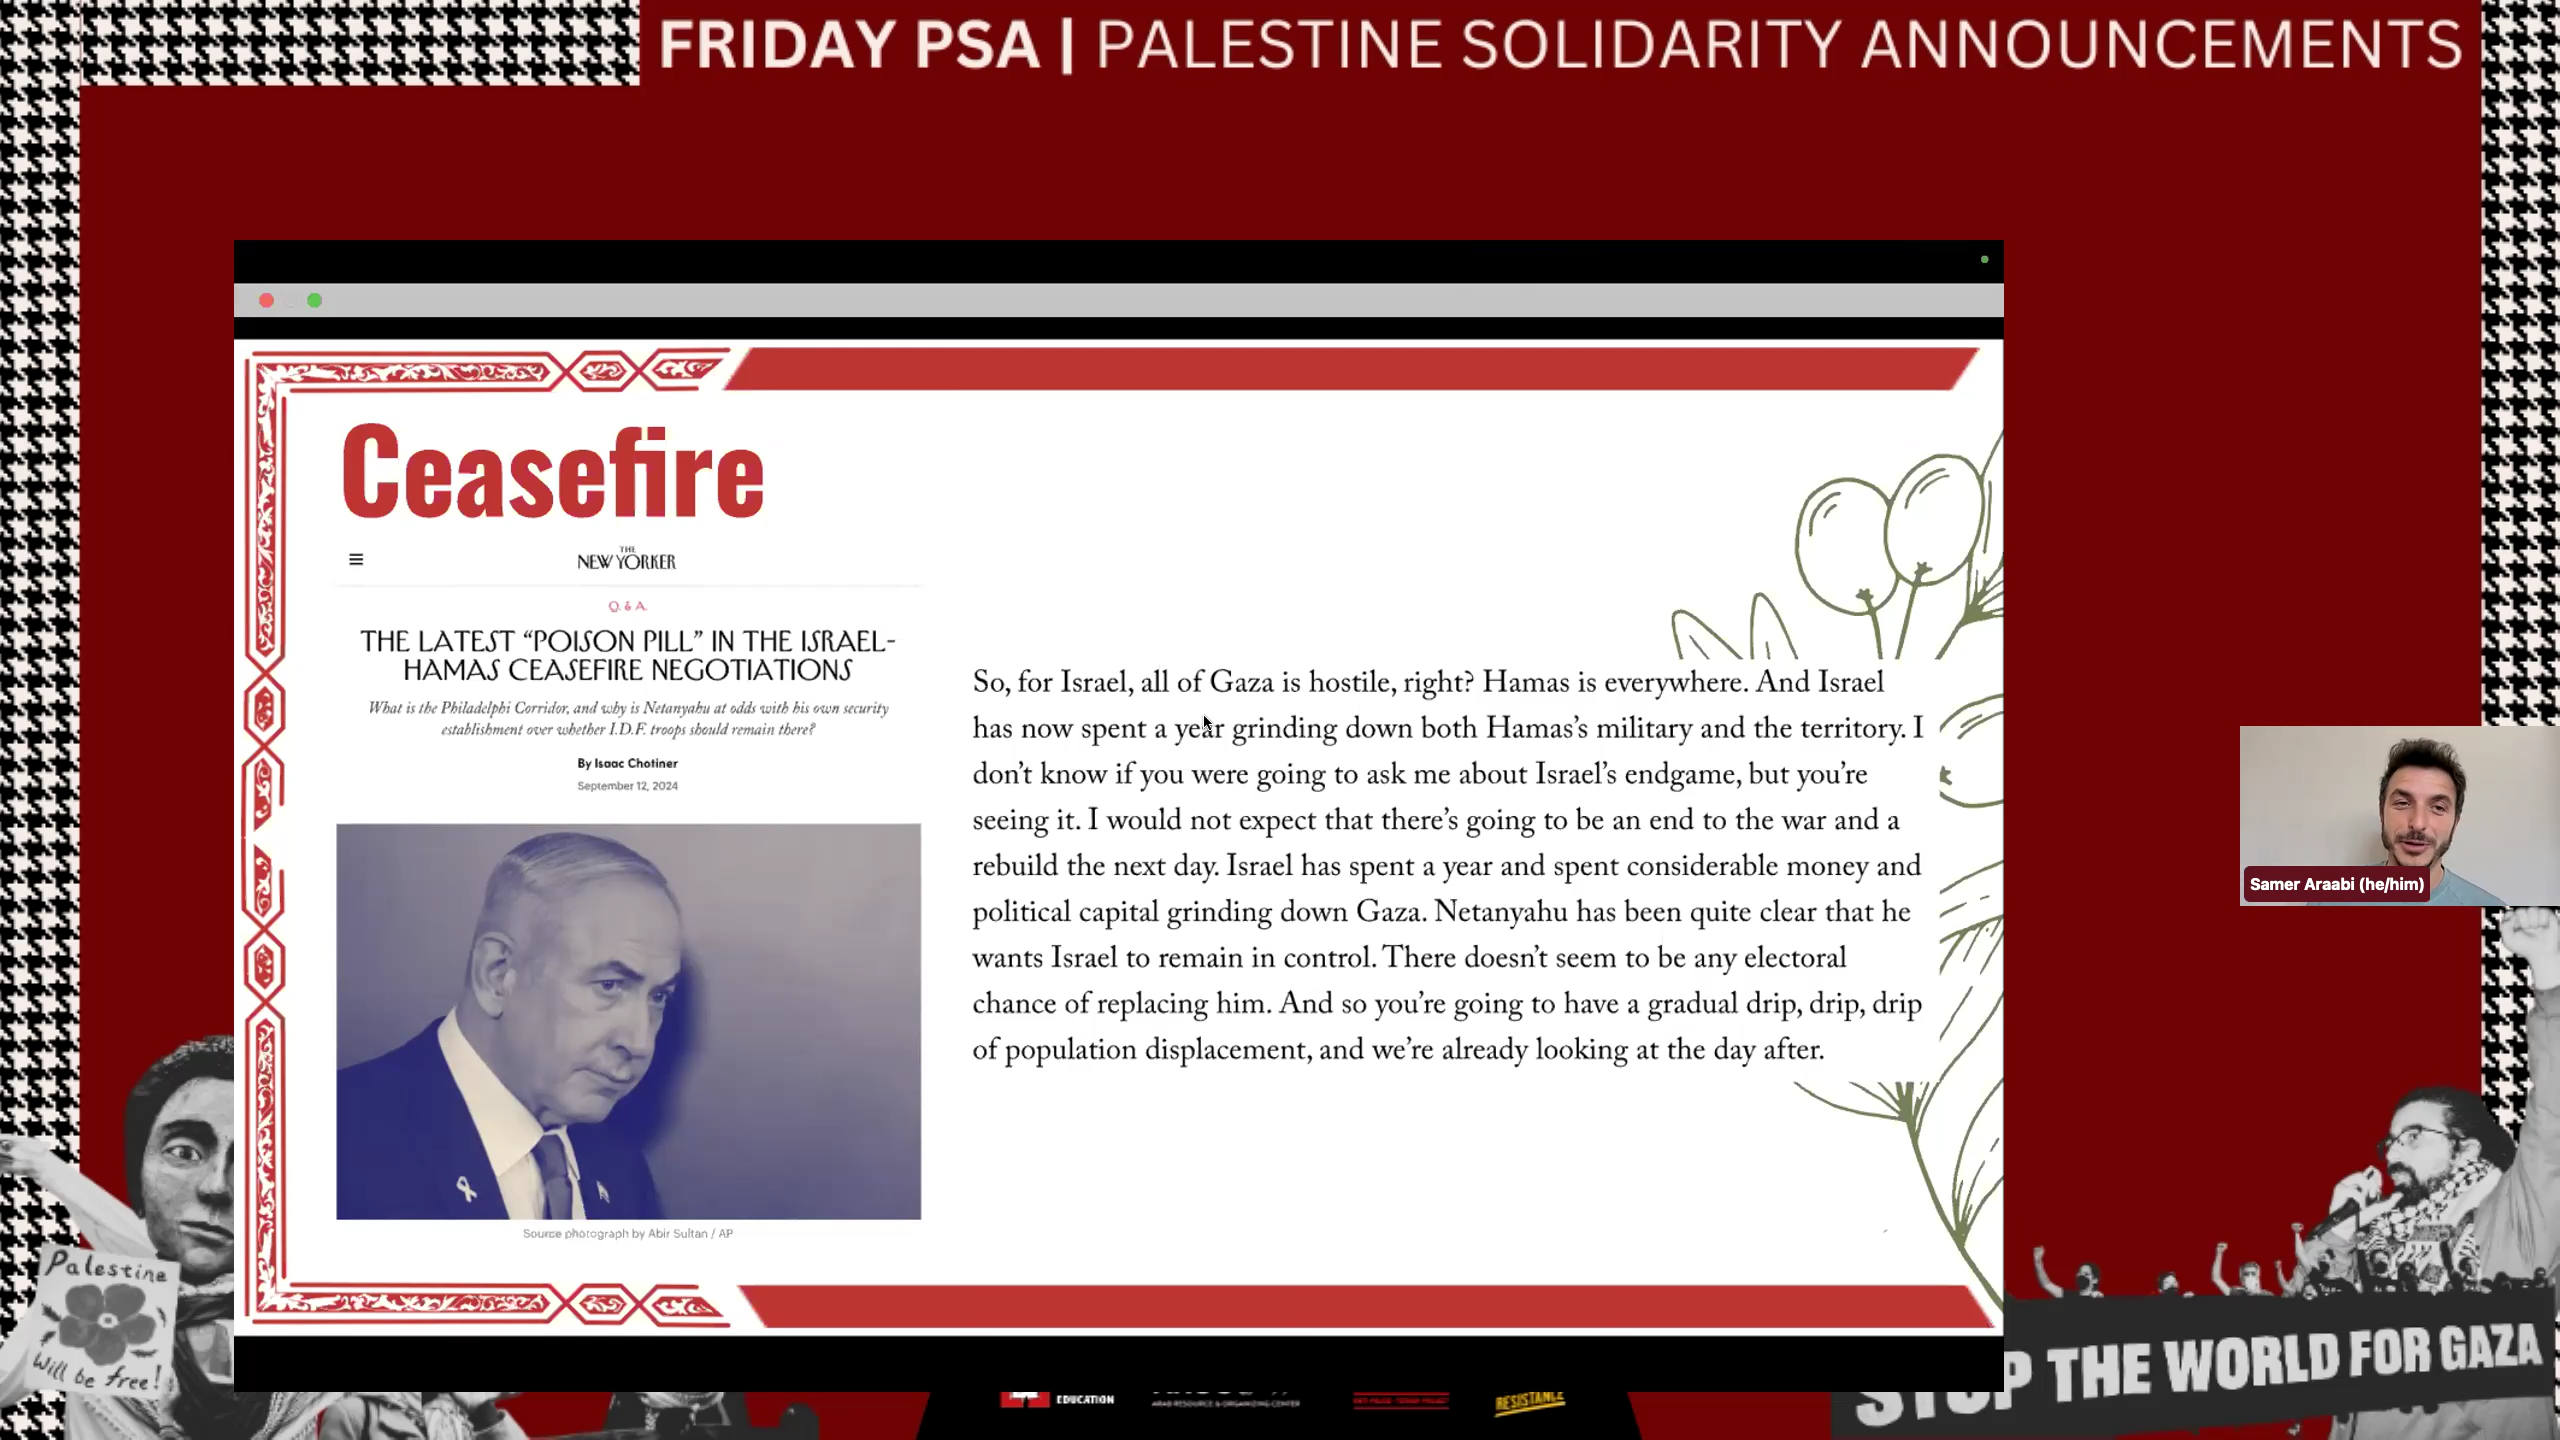 FRIDAY PSA | PALESTINE SOLIDARITY ANNOUNCEMENTS
Ceasefire
THE
NEW YORKER
Q. & A.
THE LATEST “POISON PILL” IN THE ISRAEL-
HAMAS CEASEFIRE NEGOTIATIONS
What is the Philadelphi Corridor, and why is Netanyahu at odds with his own security
establishment over whether I.D.F. troops should remain there?
By Isaac Chotiner
September 12, 2024
Source photograph by Abir Sultan / AP
So, for Israel, all of Gaza is hostile, right? Hamas is everywhere. And Israel
has now spent a year grinding down both Hamas’s military and the territory. I
don’t know if you were going to ask me about Israel’s endgame, but you’re
seeing it. I would not expect that there’s going to be an end to the war and a
rebuild the next day. Israel has spent a year and spent considerable money and
political capital grinding down Gaza. Netanyahu has been quite clear that he
wants Israel to remain in control. There doesn’t seem to be any electoral
chance of replacing him. And so you’re going to have a gradual drip, drip, drip
of population displacement, and we’re already looking at the day after.
Samer Araabi (he/him)
Palestine
Will be free!
STOP THE WORLD FOR GAZA
EDUCATION
ARAB RESOURCE & ORGANIZING CENTER
RESISTANCE